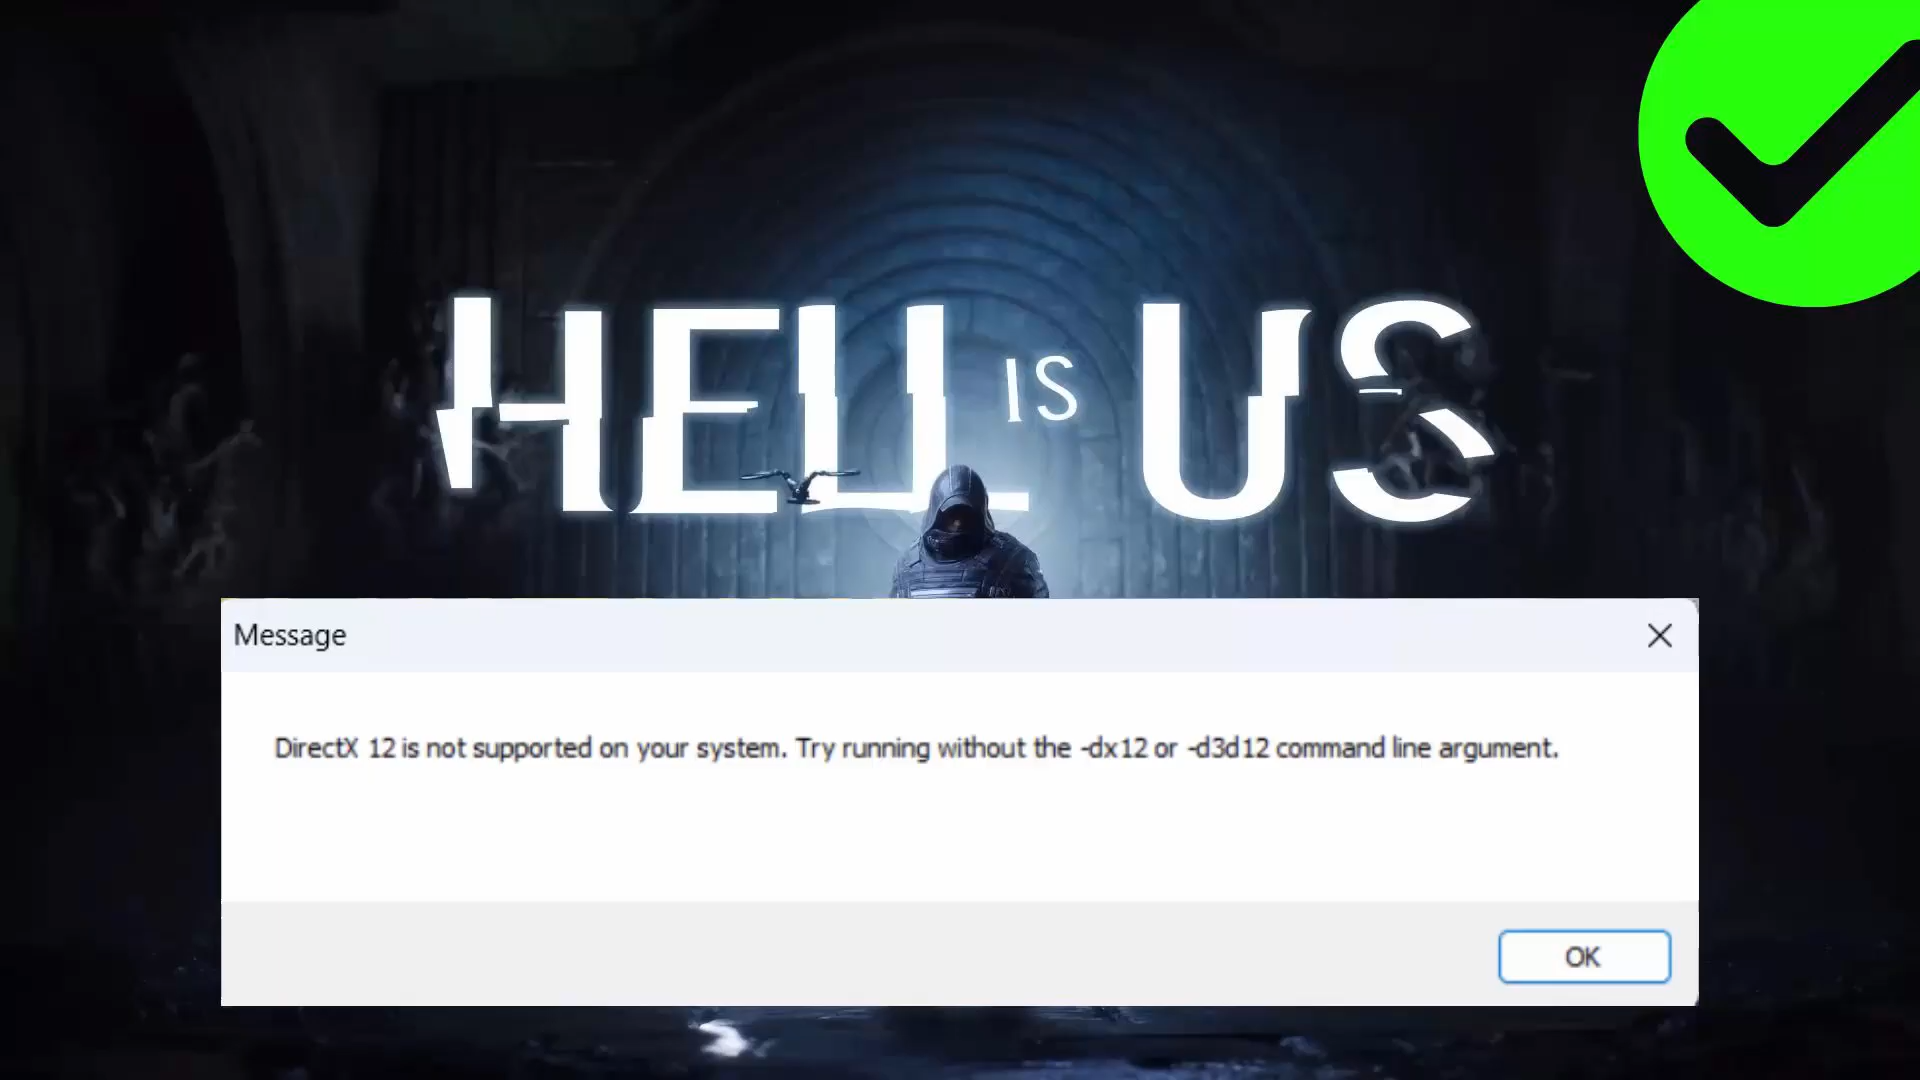 HELL IS US
Message
DirectX 12 is not supported on your system. Try running without the -dx12 or -d3d12 command line argument.
OK